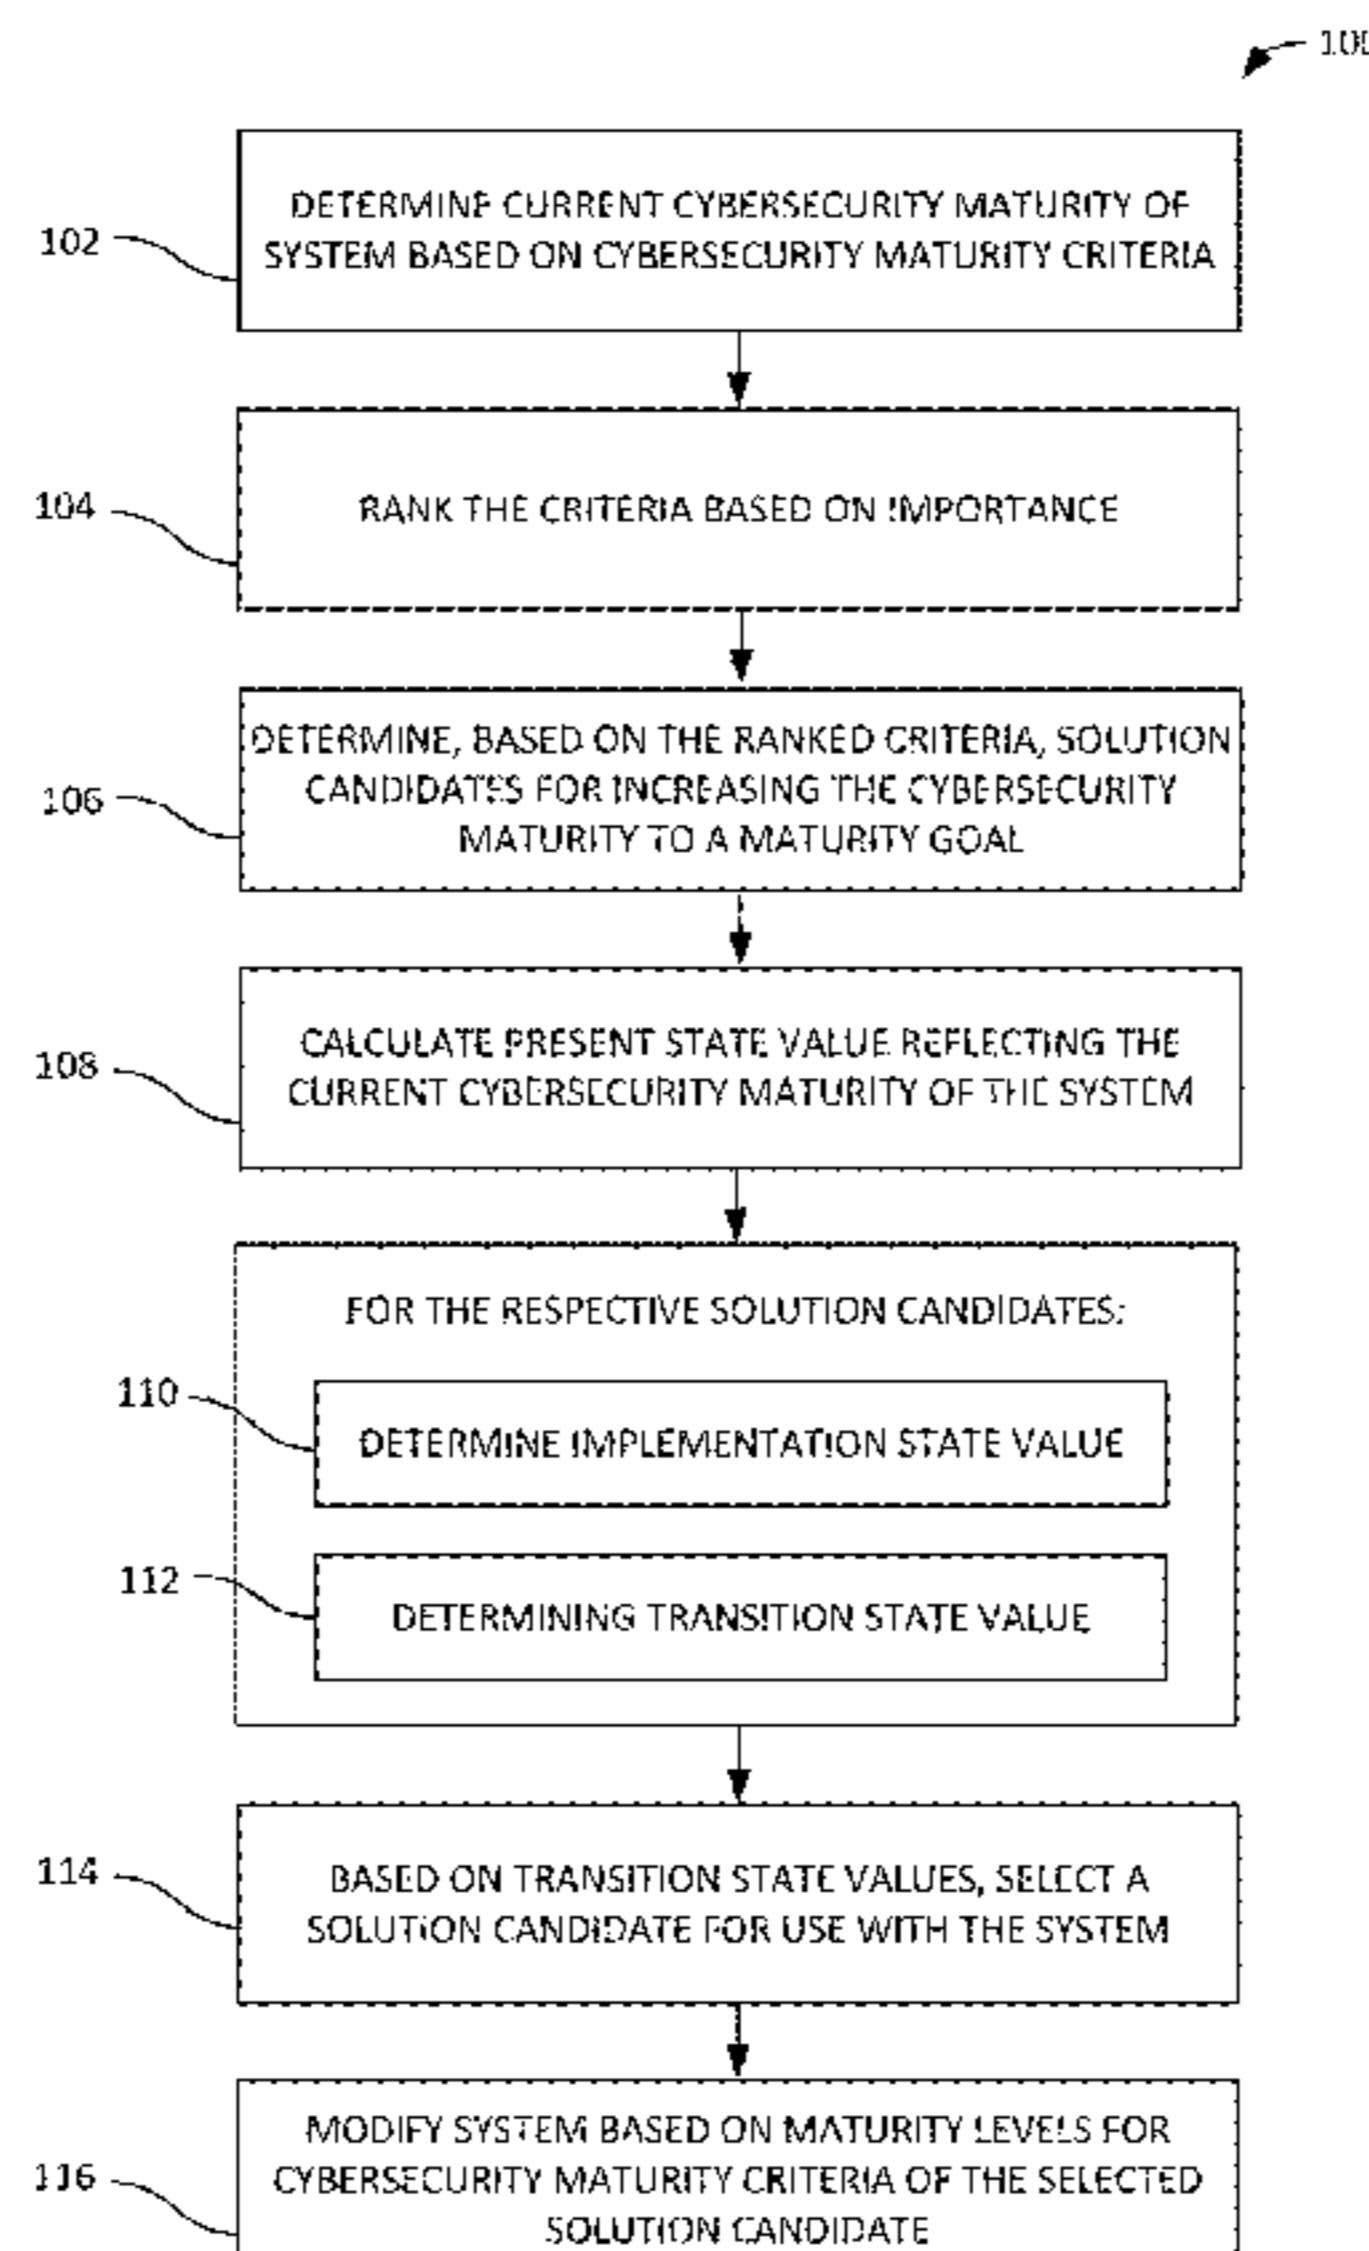 100
DETERMINE CURRENT CYBERSECURITY MATURITY OF
SYSTEM BASED ON CYBERSECURITY MATURITY CRITERIA
102
RANK THE CRITERIA BASED ON IMPORTANCE
104
DETERMINE, BASED ON THE RANKED CRITERIA, SOLUTION
CANDIDATES FOR INCREASING THE CYBERSECURITY
MATURITY TO A MATURITY GOAL
106
CALCULATE PRESENT STATE VALUE REFLECTING THE
CURRENT CYBERSECURITY MATURITY OF THE SYSTEM
108
FOR THE RESPECTIVE SOLUTION CANDIDATES:
110
DETERMINE IMPLEMENTATION STATE VALUE
112
DETERMINING TRANSITION STATE VALUE
114
BASED ON TRANSITION STATE VALUES, SELECT A
SOLUTION CANDIDATE FOR USE WITH THE SYSTEM
MODIFY SYSTEM BASED ON MATURITY LEVELS FOR
CYBERSECURITY MATURITY CRITERIA OF THE SELECTED
SOLUTION CANDIDATE
116